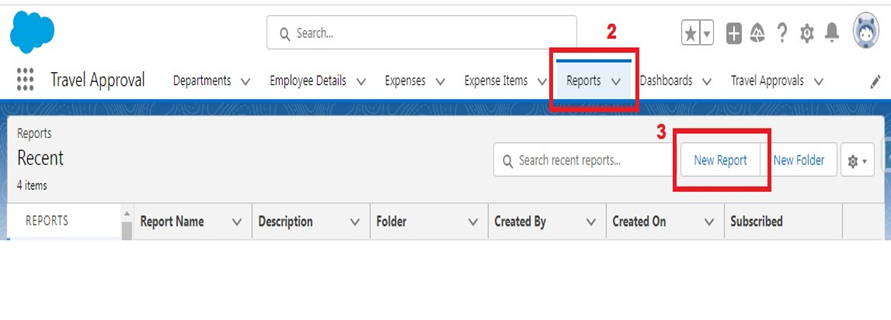 2
Search...
Travel Approval Departments Employee Details Expenses Expense Items Reports Dashboards Travel Approvals
3
Reports
Recent
4 items
Search recent reports... New Report New Folder
REPORTS Report Name Description Folder Created By Created On Subscribed